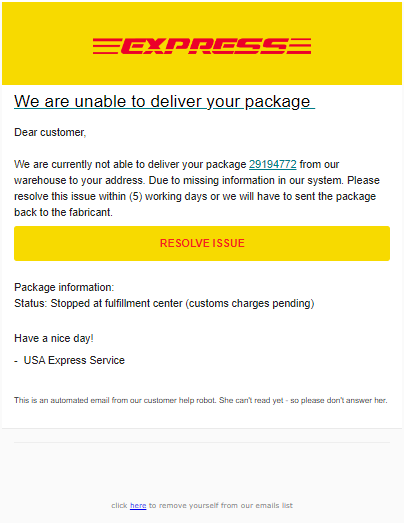 EXPRESS
We are unable to deliver your package
Dear customer,
We are currently not able to deliver your package 29194772 from our
warehouse to your address. Due to missing information in our system. Please
resolve this issue within (5) working days or we will have to sent the package
back to the fabricant.
RESOLVE ISSUE
Package information:
Status: Stopped at fulfillment center (customs charges pending)
Have a nice day!
- USA Express Service
This is an automated email from our customer help robot. She can't read yet - so please don't answer her.
click here to remove yourself from our emails list